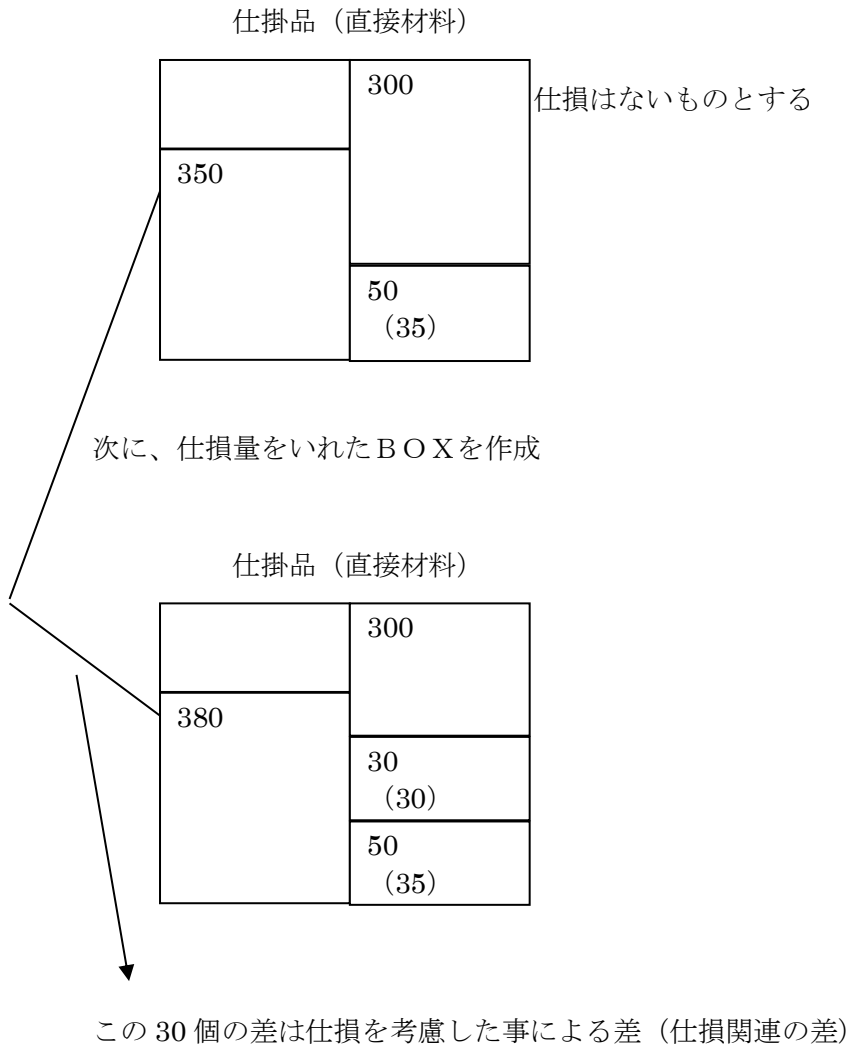 仕掛品（直接材料）
300
仕損はないものとする
350
50
（35）
次に、仕損量をいれたＢＯＸを作成
仕掛品（直接材料）
300
380
30
（30）
50
（35）
この 30 個の差は仕損を考慮した事による差（仕損関連の差）